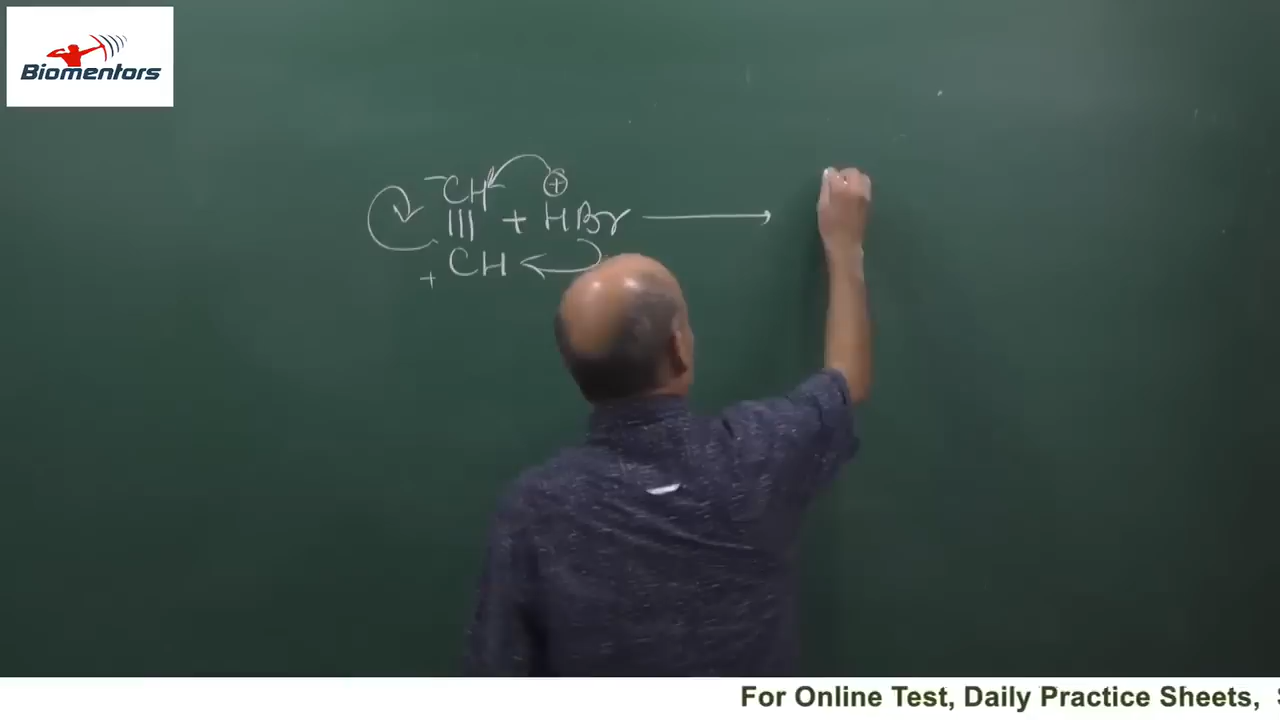 Biomentors
⁻CH ⊕
||| + HBr ⟶
+ CH
For Online Test, Daily Practice Sheets,